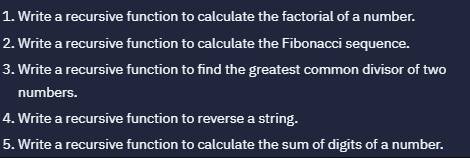 1. Write a recursive function to calculate the factorial of a number.
2. Write a recursive function to calculate the Fibonacci sequence.
3. Write a recursive function to find the greatest common divisor of two
numbers.
4. Write a recursive function to reverse a string.
5. Write a recursive function to calculate the sum of digits of a number.